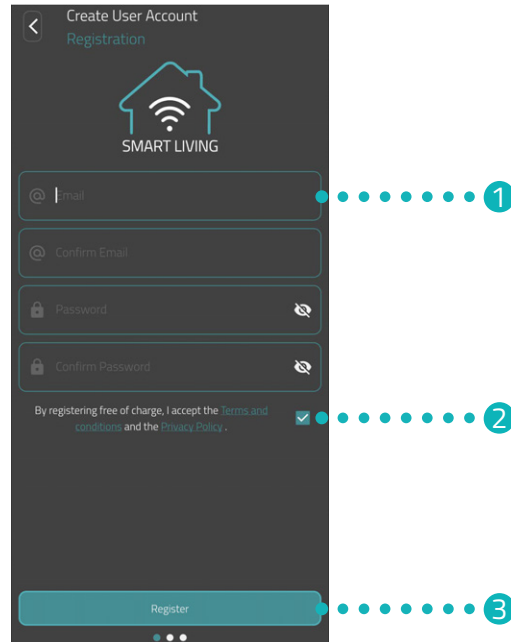 Create User Account
Registration
SMART LIVING
Email
1
Confirm Email
Password
Confirm Password
By registering free of charge, I accept the Terms and
conditions and the Privacy Policy .
2
Register
3